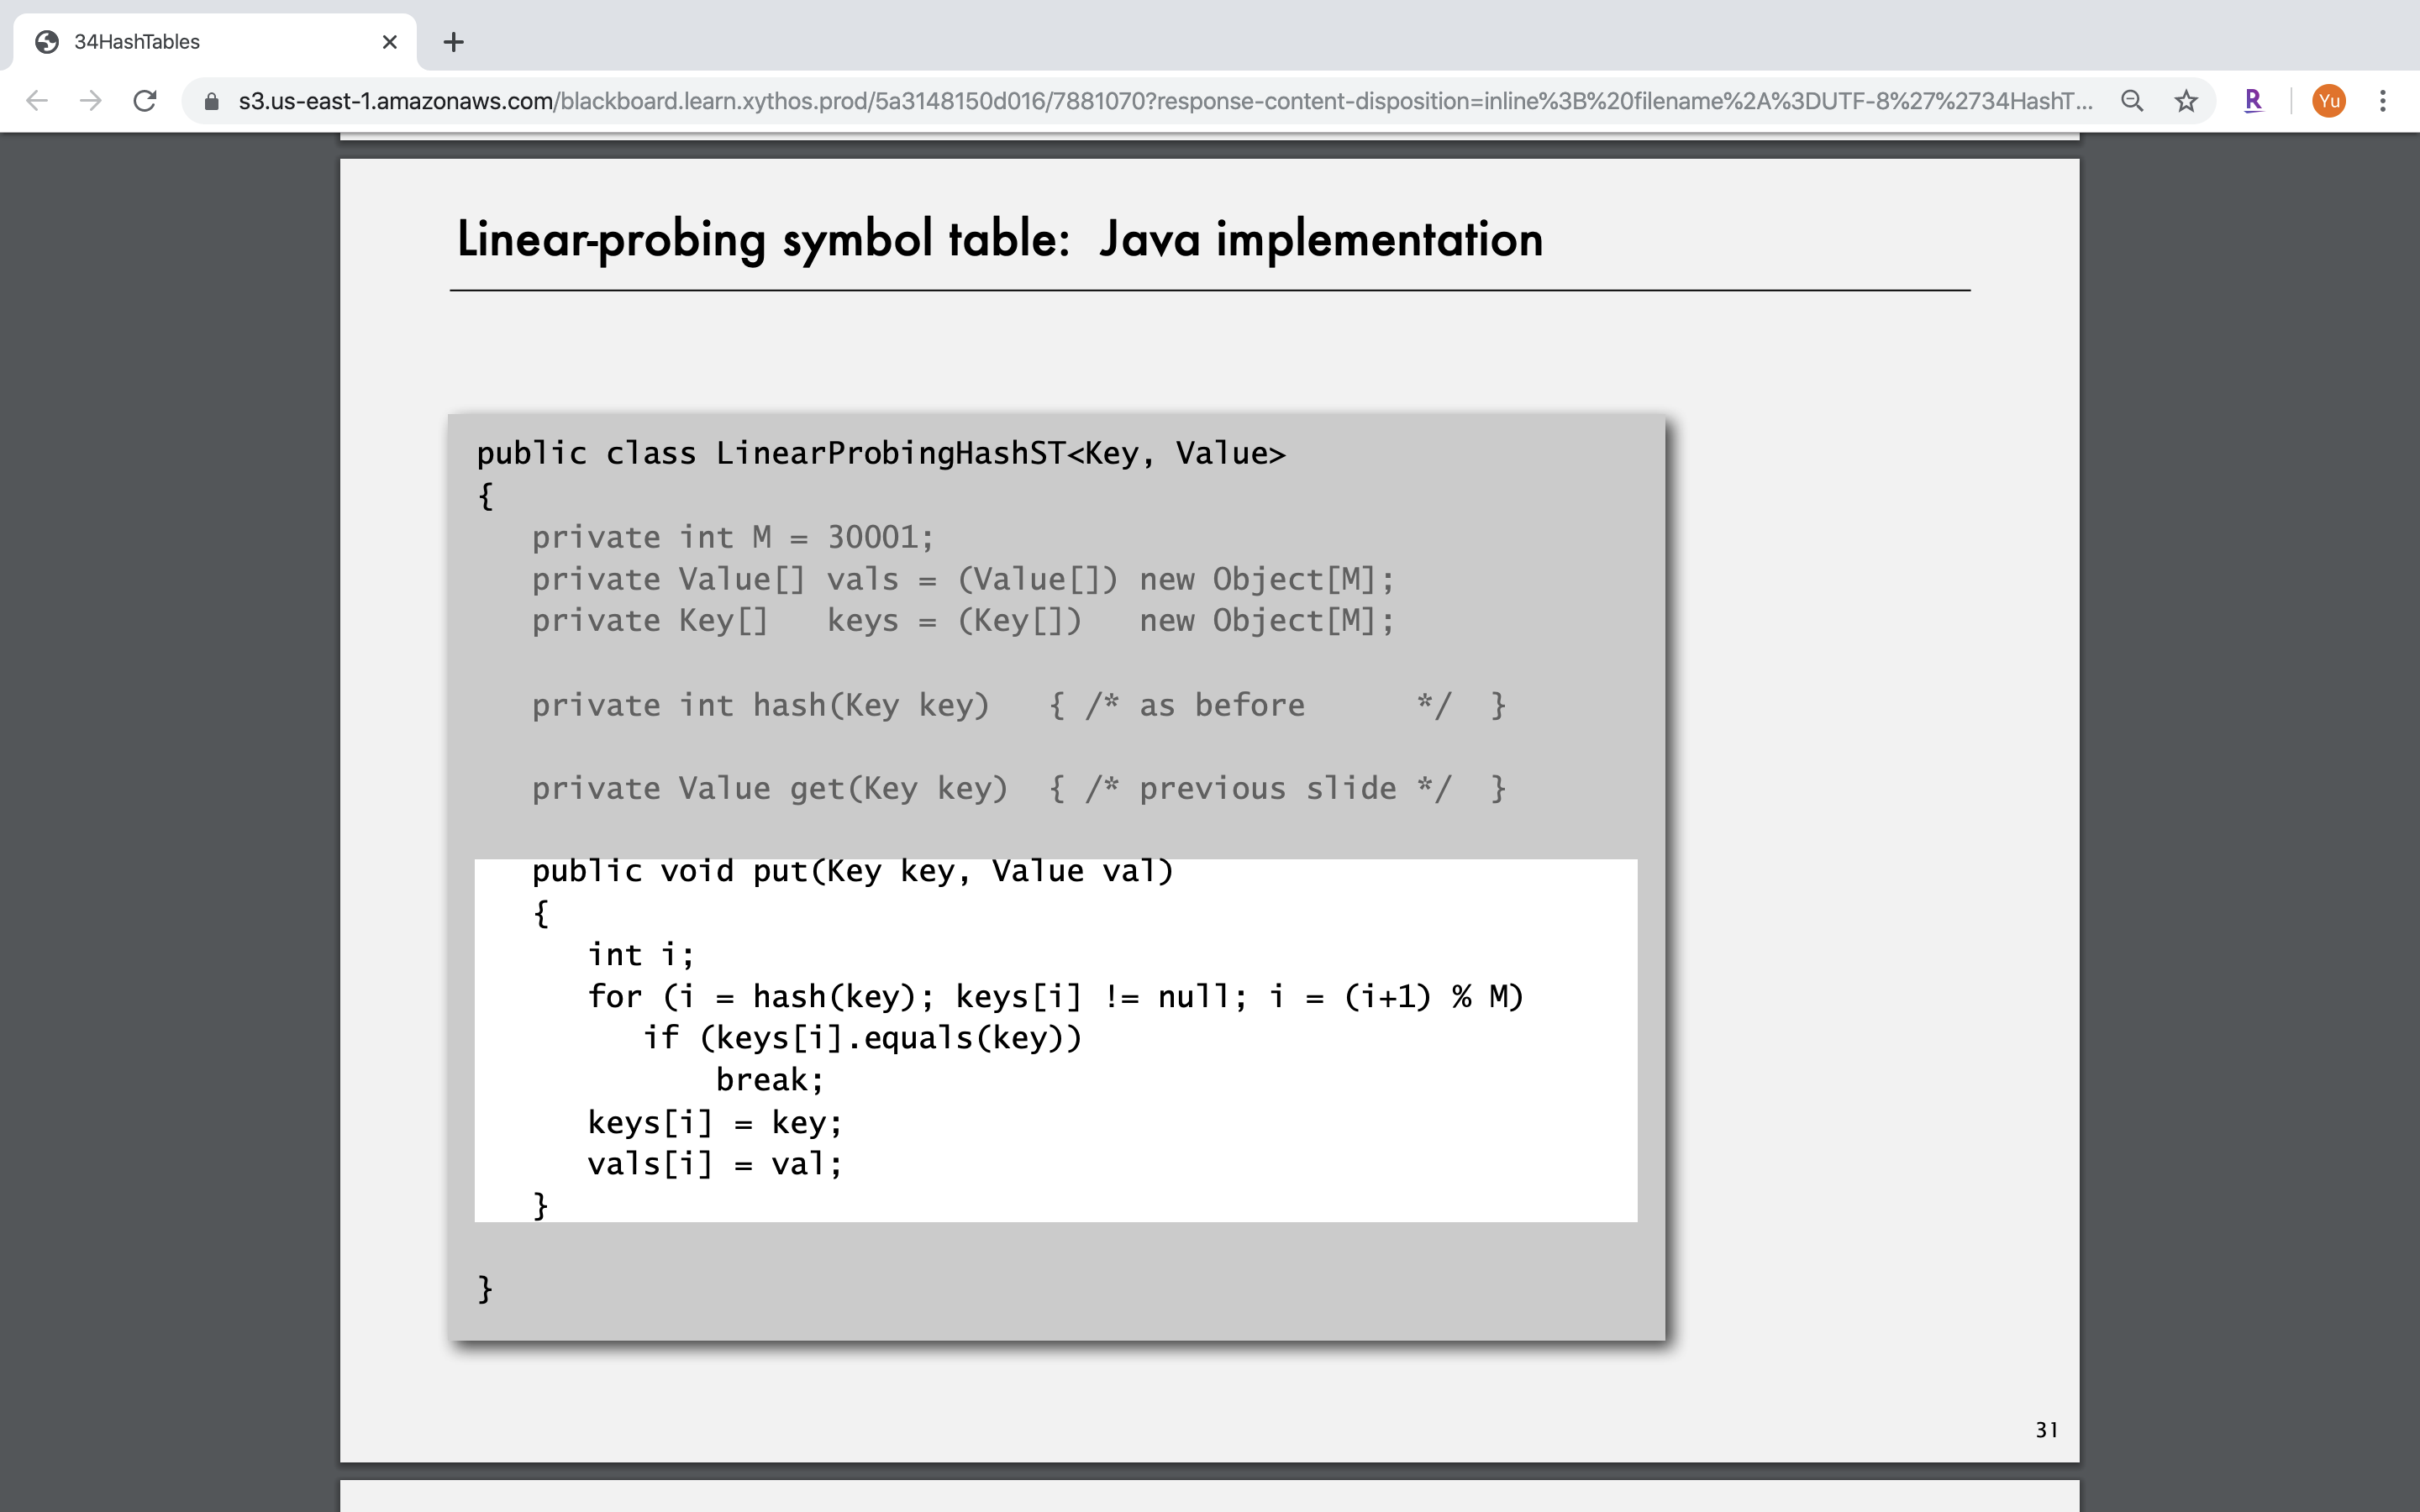 34HashTables
s3.us-east-1.amazonaws.com/blackboard.learn.xythos.prod/5a3148150d016/7881070?response-content-disposition=inline%3B%20filename%2A%3DUTF-8%27%2734HashT...
R
Yu
Linear-probing symbol table:  Java implementation
public class LinearProbingHashST<Key, Value>
{
   private int M = 30001;
   private Value[] vals = (Value[]) new Object[M];
   private Key[]   keys = (Key[])   new Object[M];
   private int hash(Key key)   { /* as before      */  }
   private Value get(Key key)  { /* previous slide */  }
   public void put(Key key, Value val)
   {
      int i;
      for (i = hash(key); keys[i] != null; i = (i+1) % M)
         if (keys[i].equals(key))
             break;
      keys[i] = key;
      vals[i] = val;
   }
}
31